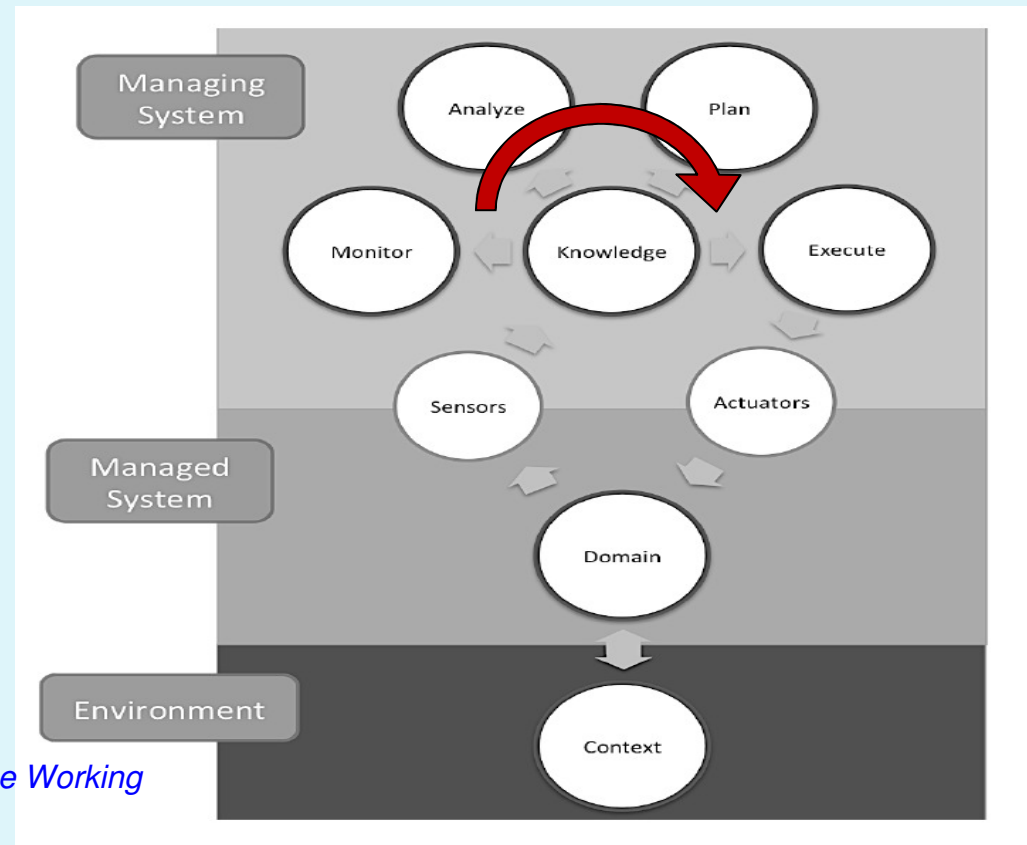 Managing
System
Analyze
Plan
Monitor
Knowledge
Execute
Sensors
Actuators
Managed
System
Domain
Environment
Context
e Working